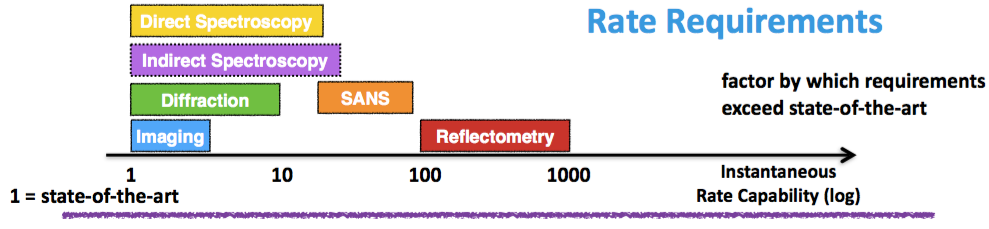 Rate Requirements
Direct Spectroscopy
Indirect Spectroscopy
Diffraction
SANS
Imaging
Reflectometry
factor by which requirements
exceed state-of-the-art
1 10 100 1000
Instantaneous
Rate Capability (log)
1 = state-of-the-art